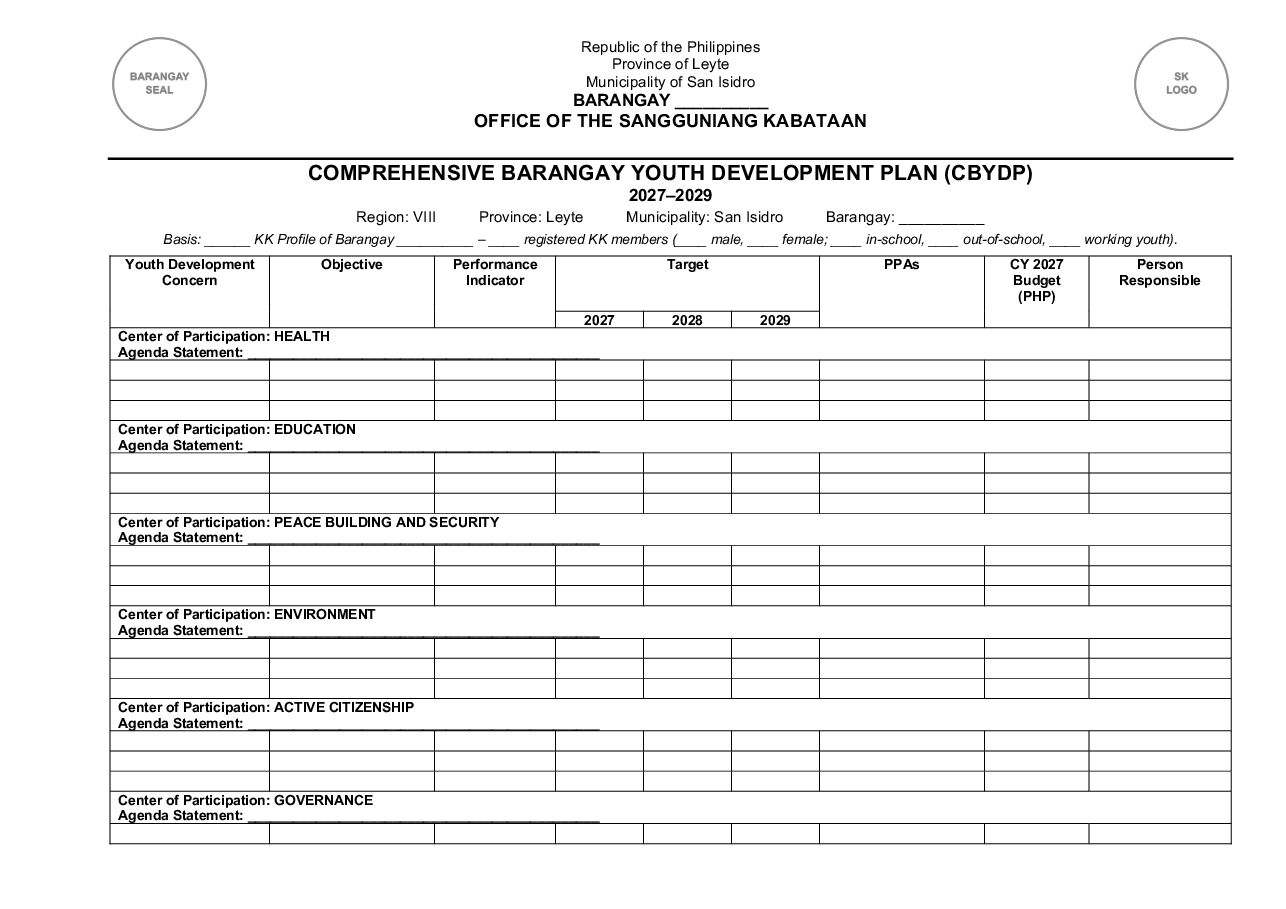 BARANGAY
SEAL
Republic of the Philippines
Province of Leyte
Municipality of San Isidro
BARANGAY __________
OFFICE OF THE SANGGUNIANG KABATAAN
SK
LOGO
COMPREHENSIVE BARANGAY YOUTH DEVELOPMENT PLAN (CBYDP)
2027–2029
Region: VIII Province: Leyte Municipality: San Isidro Barangay: __________
Basis: ______ KK Profile of Barangay __________ – ____ registered KK members (____ male, ____ female; ____ in-school, ____ out-of-school, ____ working youth).
Youth Development Concern Objective Performance Indicator Target PPAs CY 2027 Budget (PHP) Person Responsible
2027 2028 2029
Center of Participation: HEALTH
Agenda Statement: ______________________________________________
Center of Participation: EDUCATION
Agenda Statement: ______________________________________________
Center of Participation: PEACE BUILDING AND SECURITY
Agenda Statement: ______________________________________________
Center of Participation: ENVIRONMENT
Agenda Statement: ______________________________________________
Center of Participation: ACTIVE CITIZENSHIP
Agenda Statement: ______________________________________________
Center of Participation: GOVERNANCE
Agenda Statement: ______________________________________________